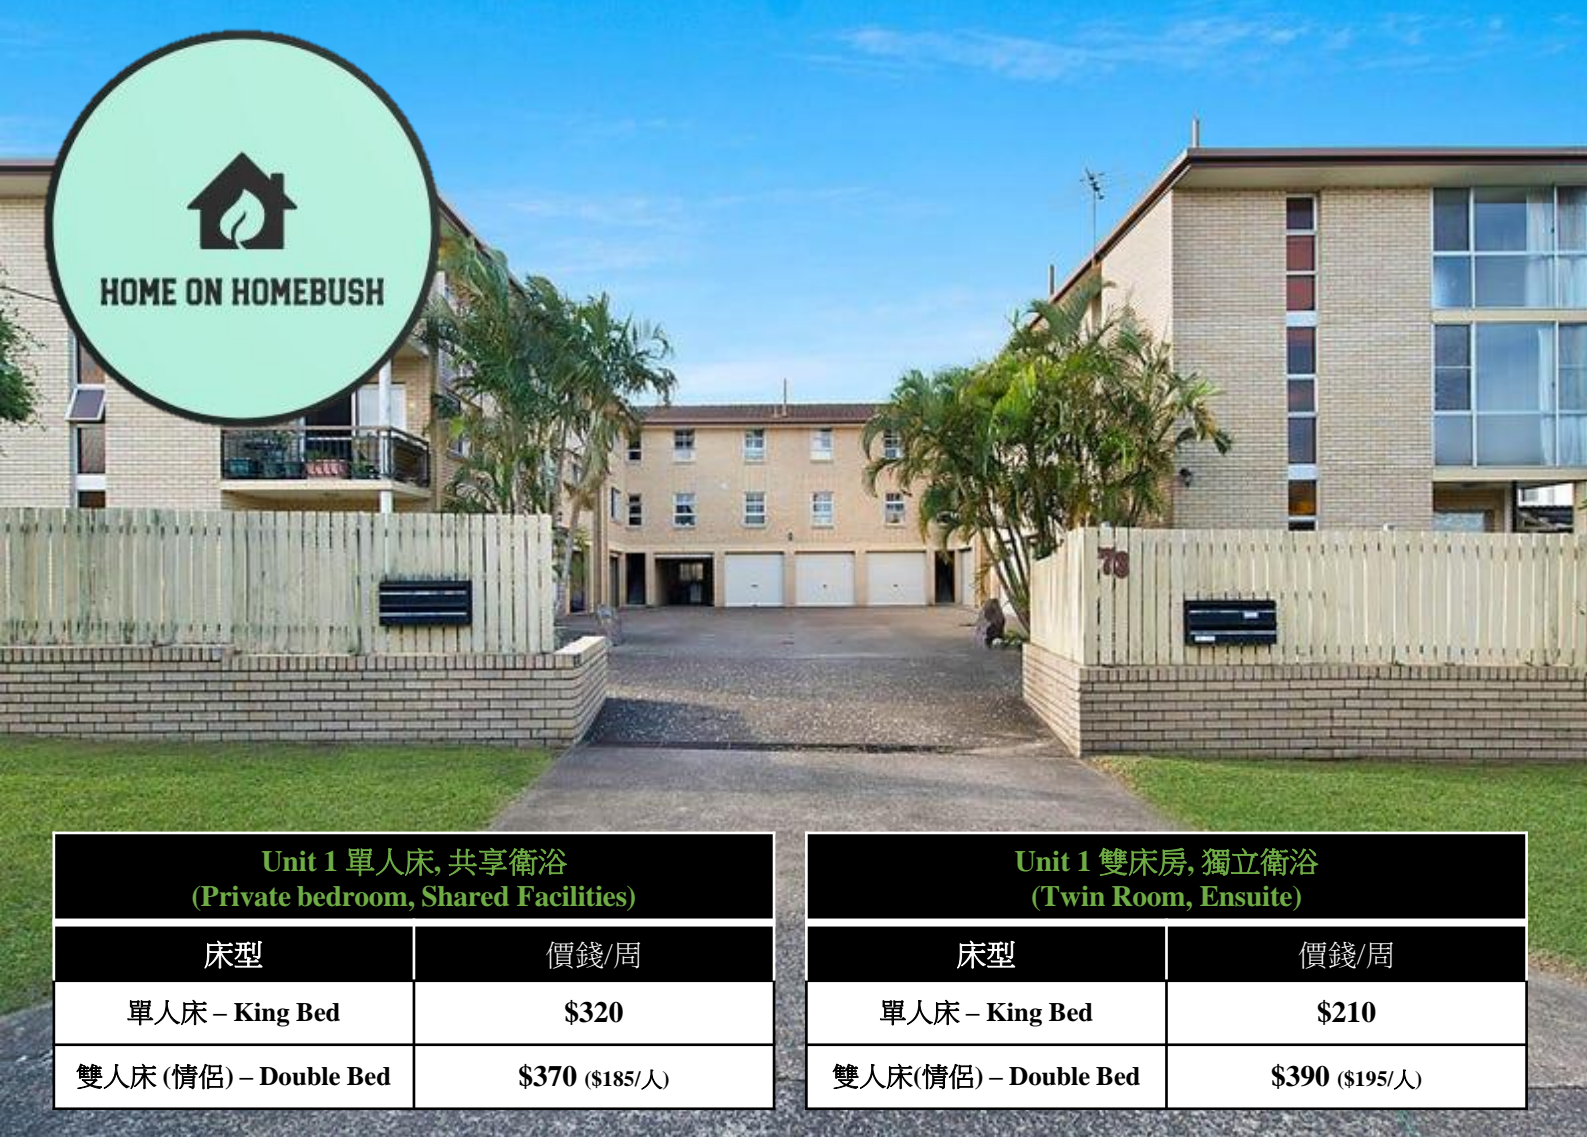 HOME ON HOMEBUSH
78
Unit 1 單人床, 共享衛浴
(Private bedroom, Shared Facilities)
床型 價錢/周
單人床 – King Bed $320
雙人床 (情侶) – Double Bed $370 ($185/人)
Unit 1 雙床房, 獨立衛浴
(Twin Room, Ensuite)
床型 價錢/周
單人床 – King Bed $210
雙人床(情侶) – Double Bed $390 ($195/人)